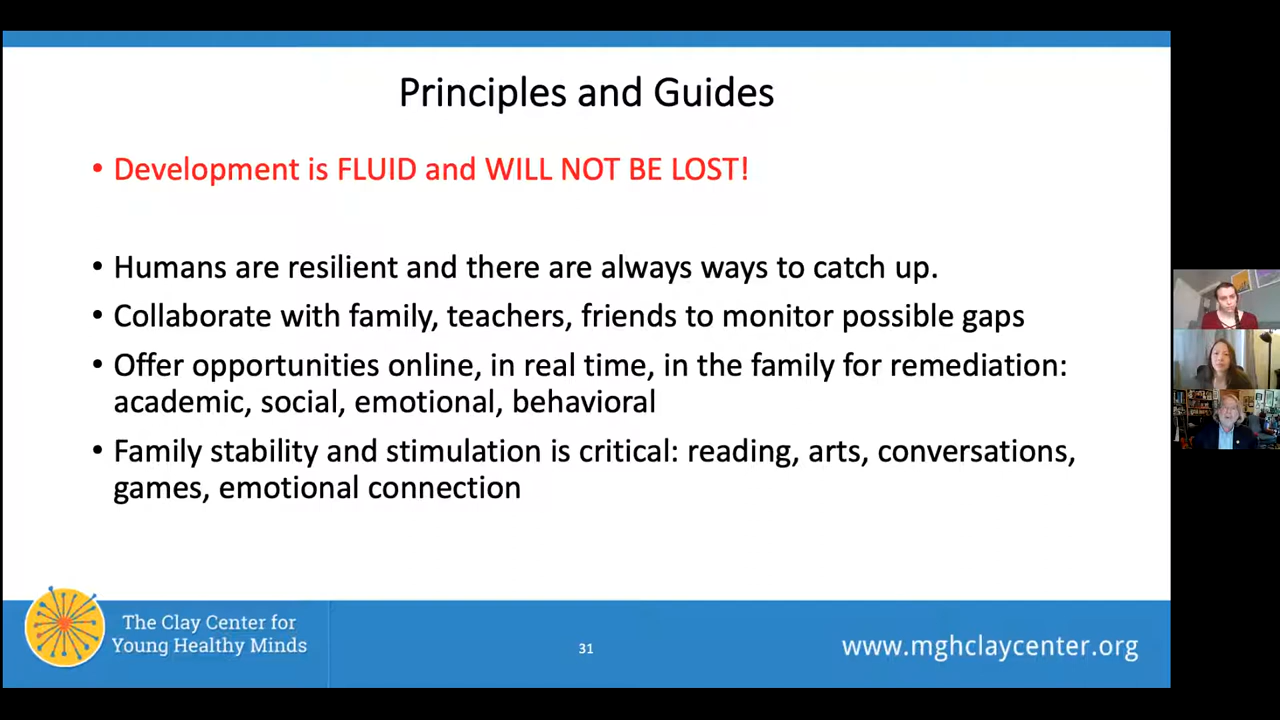 Principles and Guides
• Development is FLUID and WILL NOT BE LOST!
• Humans are resilient and there are always ways to catch up.
• Collaborate with family, teachers, friends to monitor possible gaps
• Offer opportunities online, in real time, in the family for remediation:
academic, social, emotional, behavioral
• Family stability and stimulation is critical: reading, arts, conversations,
games, emotional connection
The Clay Center for
Young Healthy Minds
31
www.mghclaycenter.org